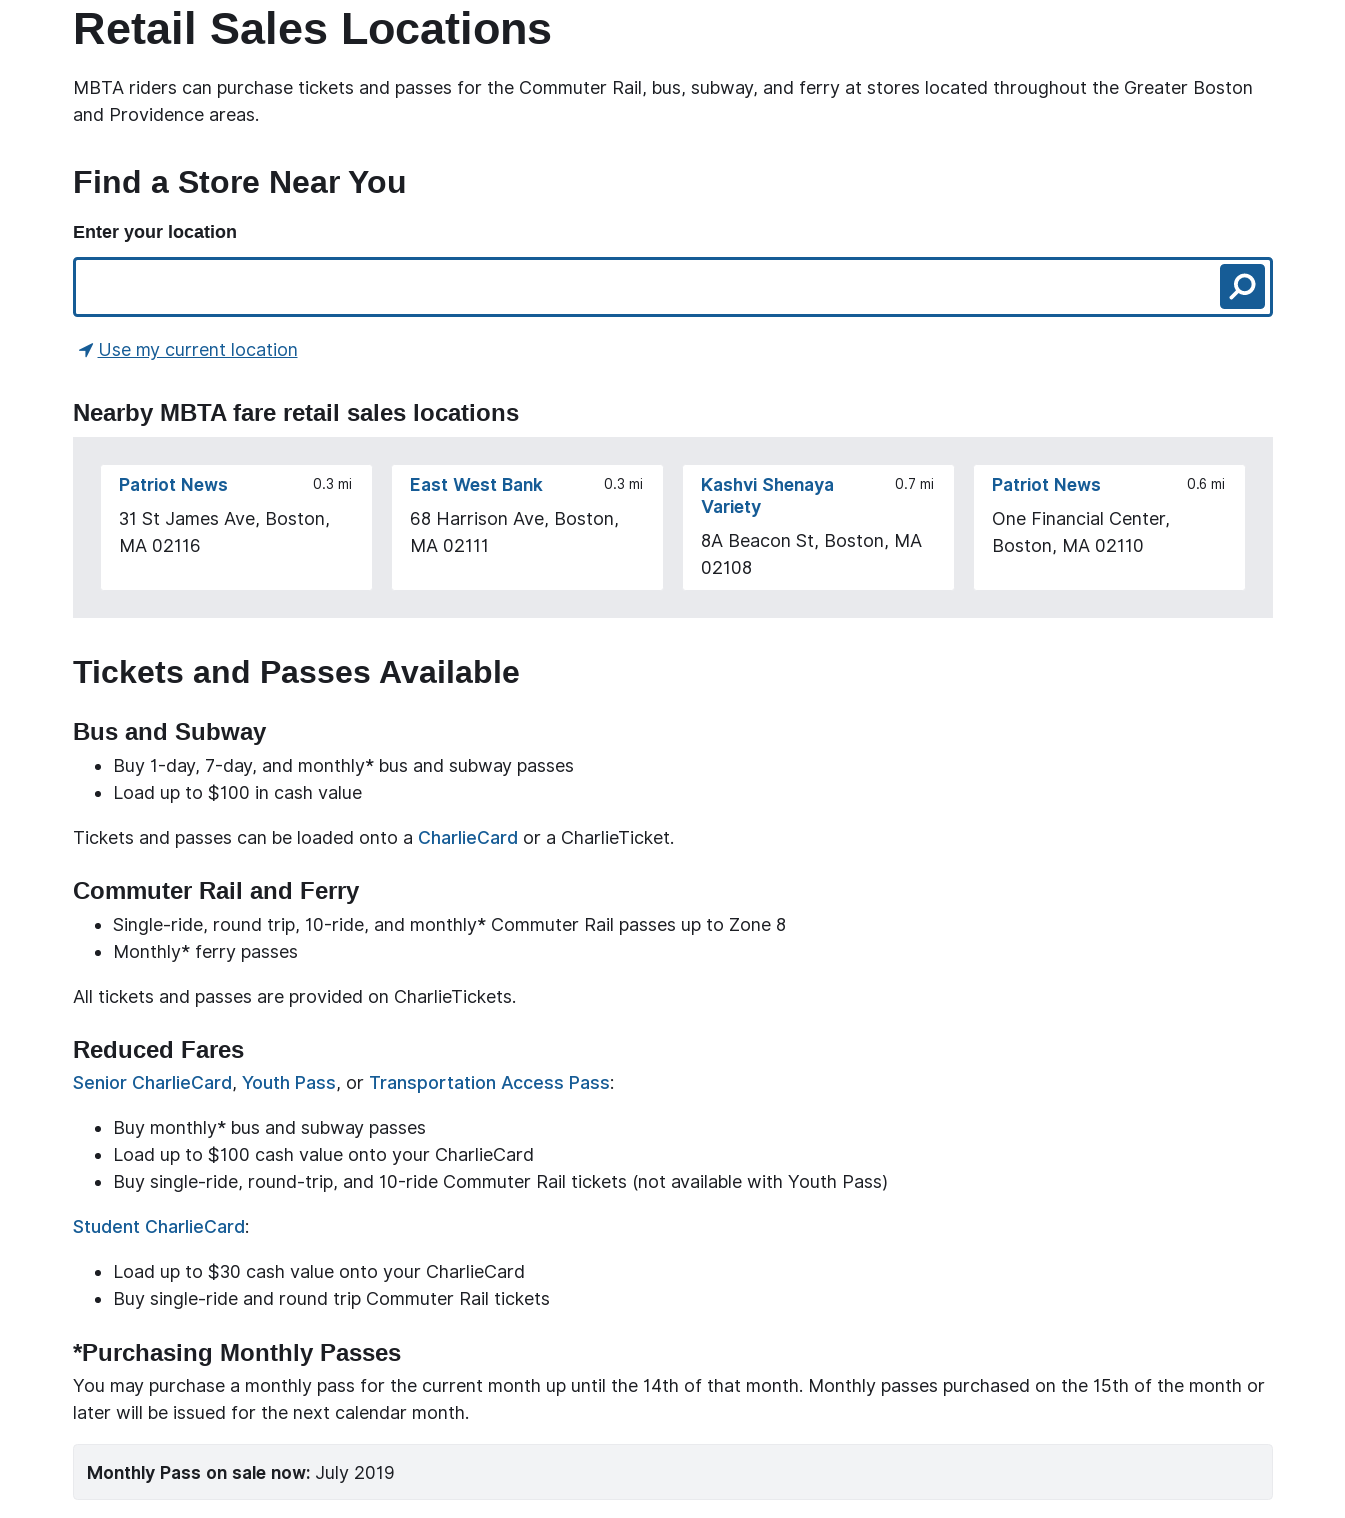 Retail Sales Locations
MBTA riders can purchase tickets and passes for the Commuter Rail, bus, subway, and ferry at stores located throughout the Greater Boston
and Providence areas.
Find a Store Near You
Enter your location
Use my current location
Nearby MBTA fare retail sales locations
Patriot News 0.3 mi
31 St James Ave, Boston,
MA 02116
East West Bank 0.3 mi
68 Harrison Ave, Boston,
MA 02111
Kashvi Shenaya 0.7 mi
Variety
8A Beacon St, Boston, MA
02108
Patriot News 0.6 mi
One Financial Center,
Boston, MA 02110
Tickets and Passes Available
Bus and Subway
• Buy 1-day, 7-day, and monthly* bus and subway passes
• Load up to $100 in cash value
Tickets and passes can be loaded onto a CharlieCard or a CharlieTicket.
Commuter Rail and Ferry
• Single-ride, round trip, 10-ride, and monthly* Commuter Rail passes up to Zone 8
• Monthly* ferry passes
All tickets and passes are provided on CharlieTickets.
Reduced Fares
Senior CharlieCard, Youth Pass, or Transportation Access Pass:
• Buy monthly* bus and subway passes
• Load up to $100 cash value onto your CharlieCard
• Buy single-ride, round-trip, and 10-ride Commuter Rail tickets (not available with Youth Pass)
Student CharlieCard:
• Load up to $30 cash value onto your CharlieCard
• Buy single-ride and round trip Commuter Rail tickets
*Purchasing Monthly Passes
You may purchase a monthly pass for the current month up until the 14th of that month. Monthly passes purchased on the 15th of the month or
later will be issued for the next calendar month.
Monthly Pass on sale now: July 2019